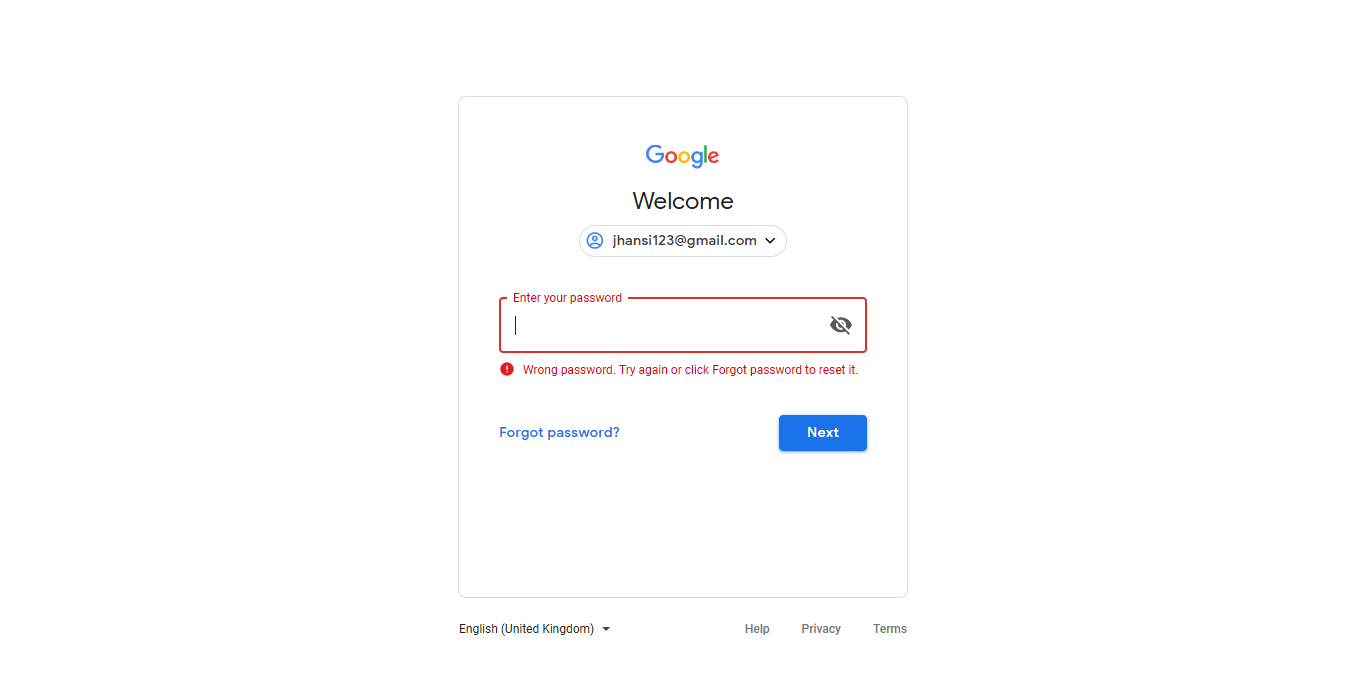 Google
Welcome
jhansi123@gmail.com
Enter your password
Wrong password. Try again or click Forgot password to reset it.
Forgot password?
Next
English (United Kingdom)
Help
Privacy
Terms